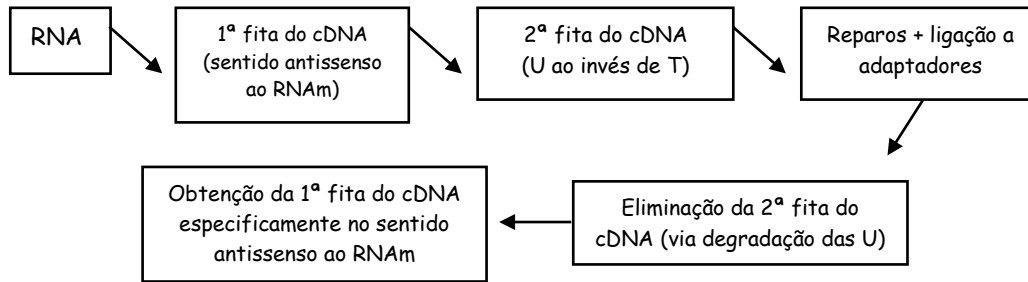 RNA
1ª fita do cDNA
(sentido antissenso
ao RNAm)
2ª fita do cDNA
(U ao invés de T)
Reparos + ligação a
adaptadores
Eliminação da 2ª fita do
cDNA (via degradação das U)
Obtenção da 1ª fita do cDNA
especificamente no sentido
antissenso ao RNAm